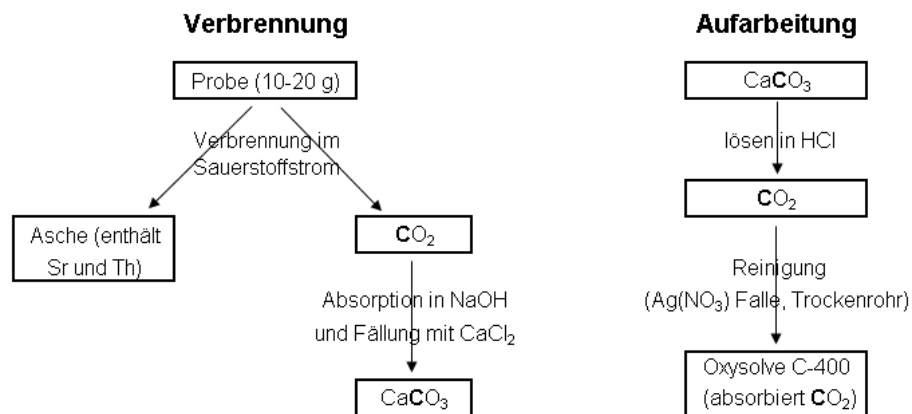 Verbrennung
Probe (10-20 g)
Verbrennung im
Sauerstoffstrom
Asche (enthält
Sr und Th)
CO₂
Absorption in NaOH
und Fällung mit CaCl₂
CaCO₃
Aufarbeitung
CaCO₃
lösen in HCl
CO₂
Reinigung
(Ag(NO₃) Falle, Trockenrohr)
Oxysolve C-400
(absorbiert CO₂)